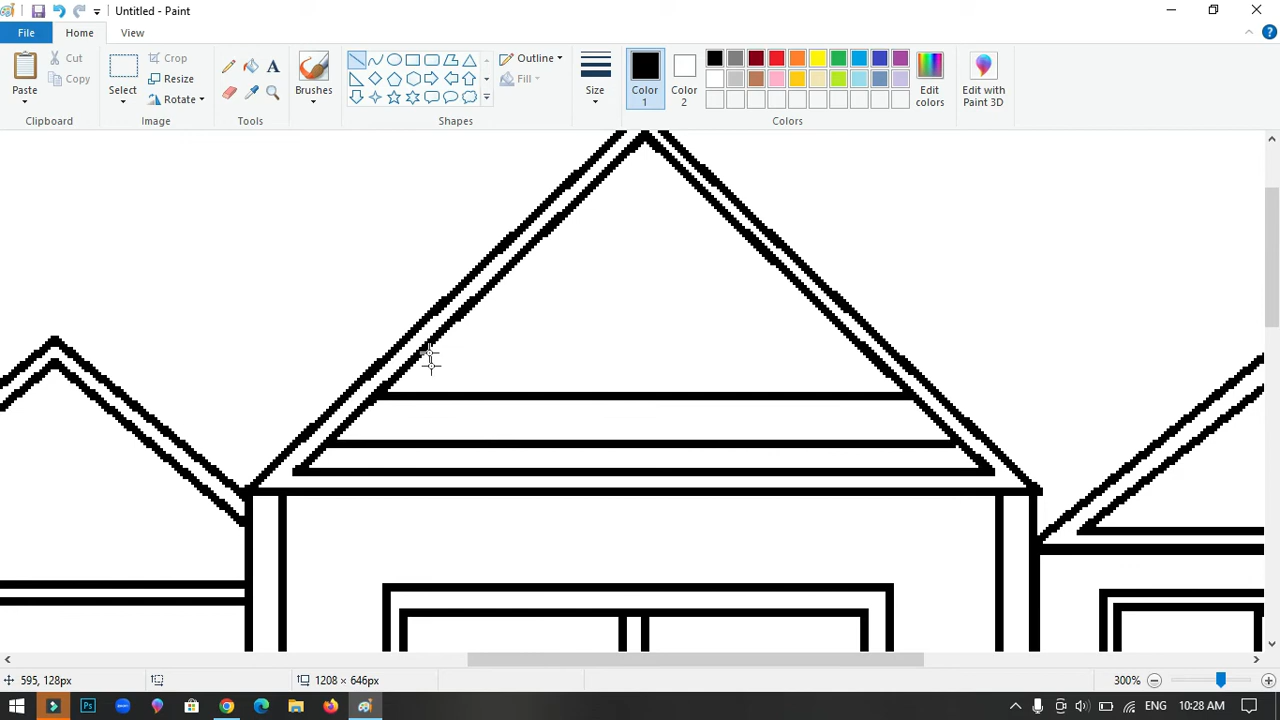 Untitled - Paint
File Home View
Paste
Cut
Copy
Clipboard
Select
Crop
Resize
Rotate
Image
A
Tools
Brushes
Outline
Fill
Shapes
Size
Color 1
Color 2
Edit colors
Colors
Edit with Paint 3D
595, 128px
1208 × 646px
300%
Ps
ENG
10:28 AM